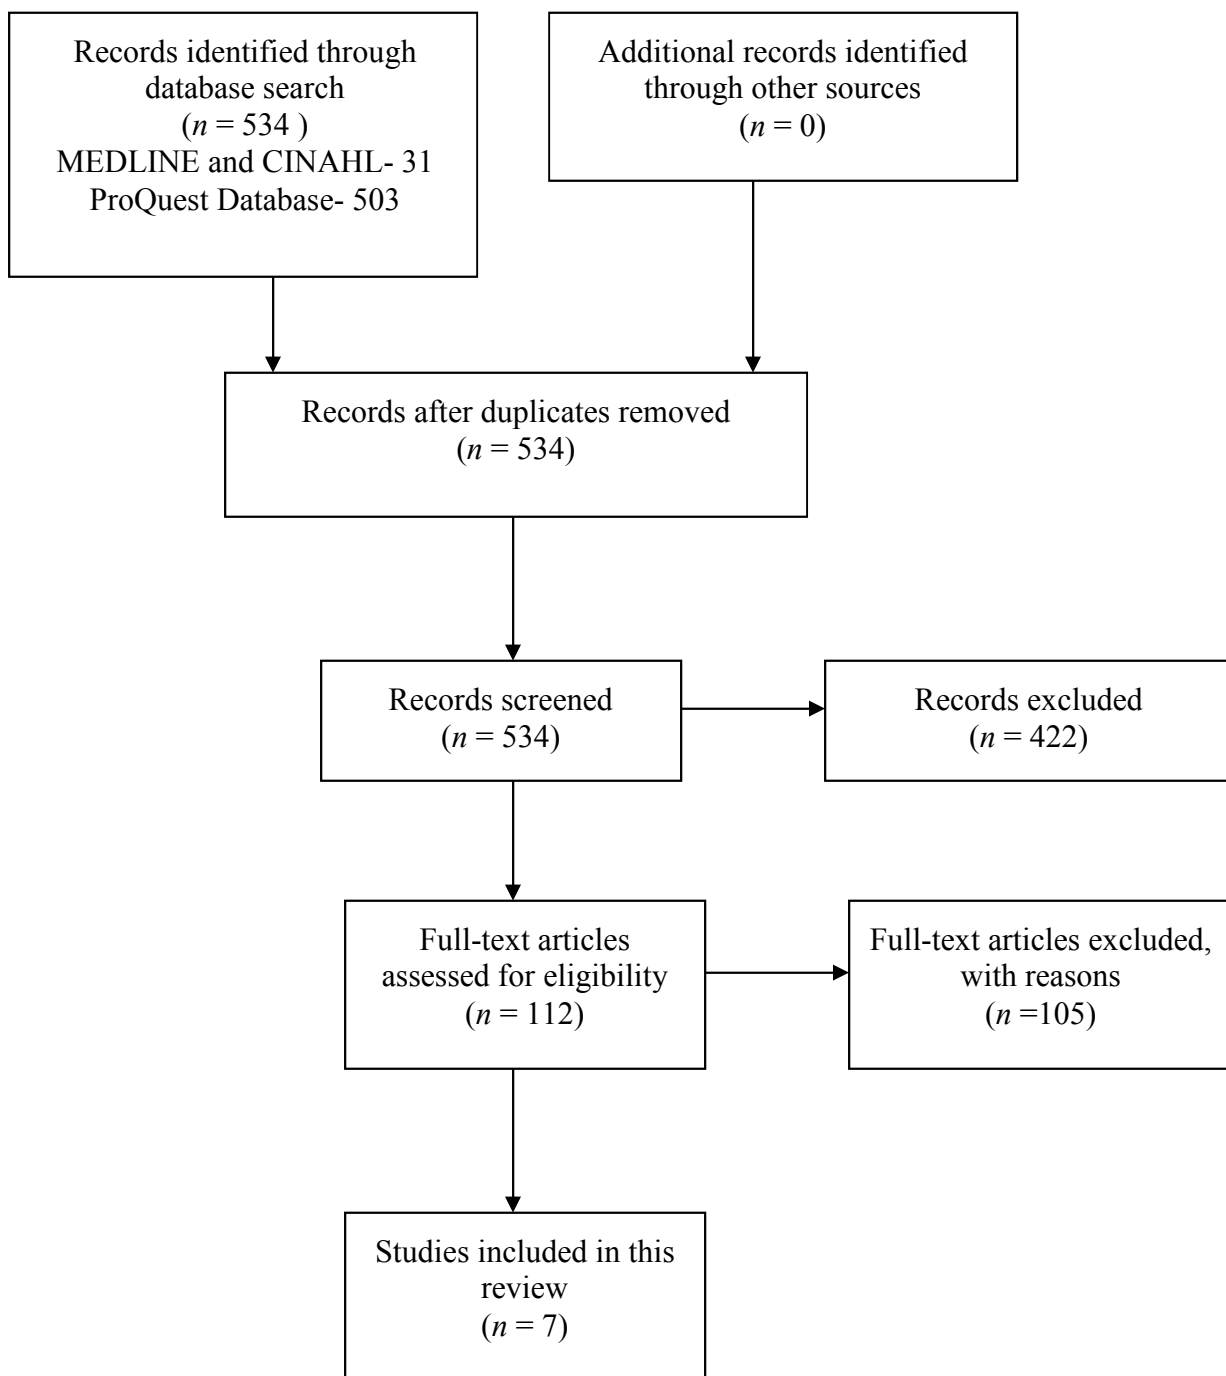 Records identified through
database search
(n = 534 )
MEDLINE and CINAHL- 31
ProQuest Database- 503
Additional records identified
through other sources
(n = 0)
Records after duplicates removed
(n = 534)
Records screened
(n = 534)
Records excluded
(n = 422)
Full-text articles
assessed for eligibility
(n = 112)
Full-text articles excluded,
with reasons
(n =105)
Studies included in this
review
(n = 7)